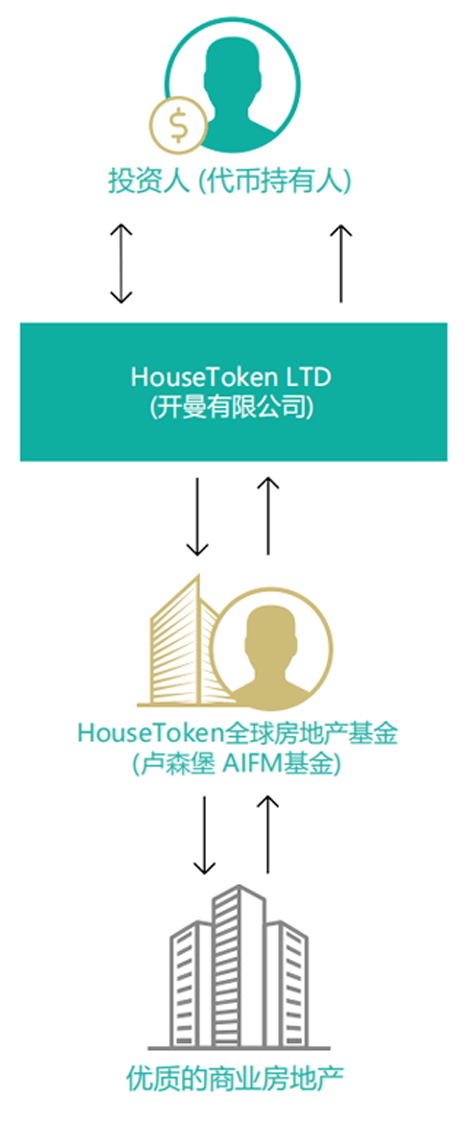 $
投资人 (代币持有人)
HouseToken LTD
(开曼有限公司)
HouseToken全球房地产基金
(卢森堡 AIFM基金)
优质的商业房地产